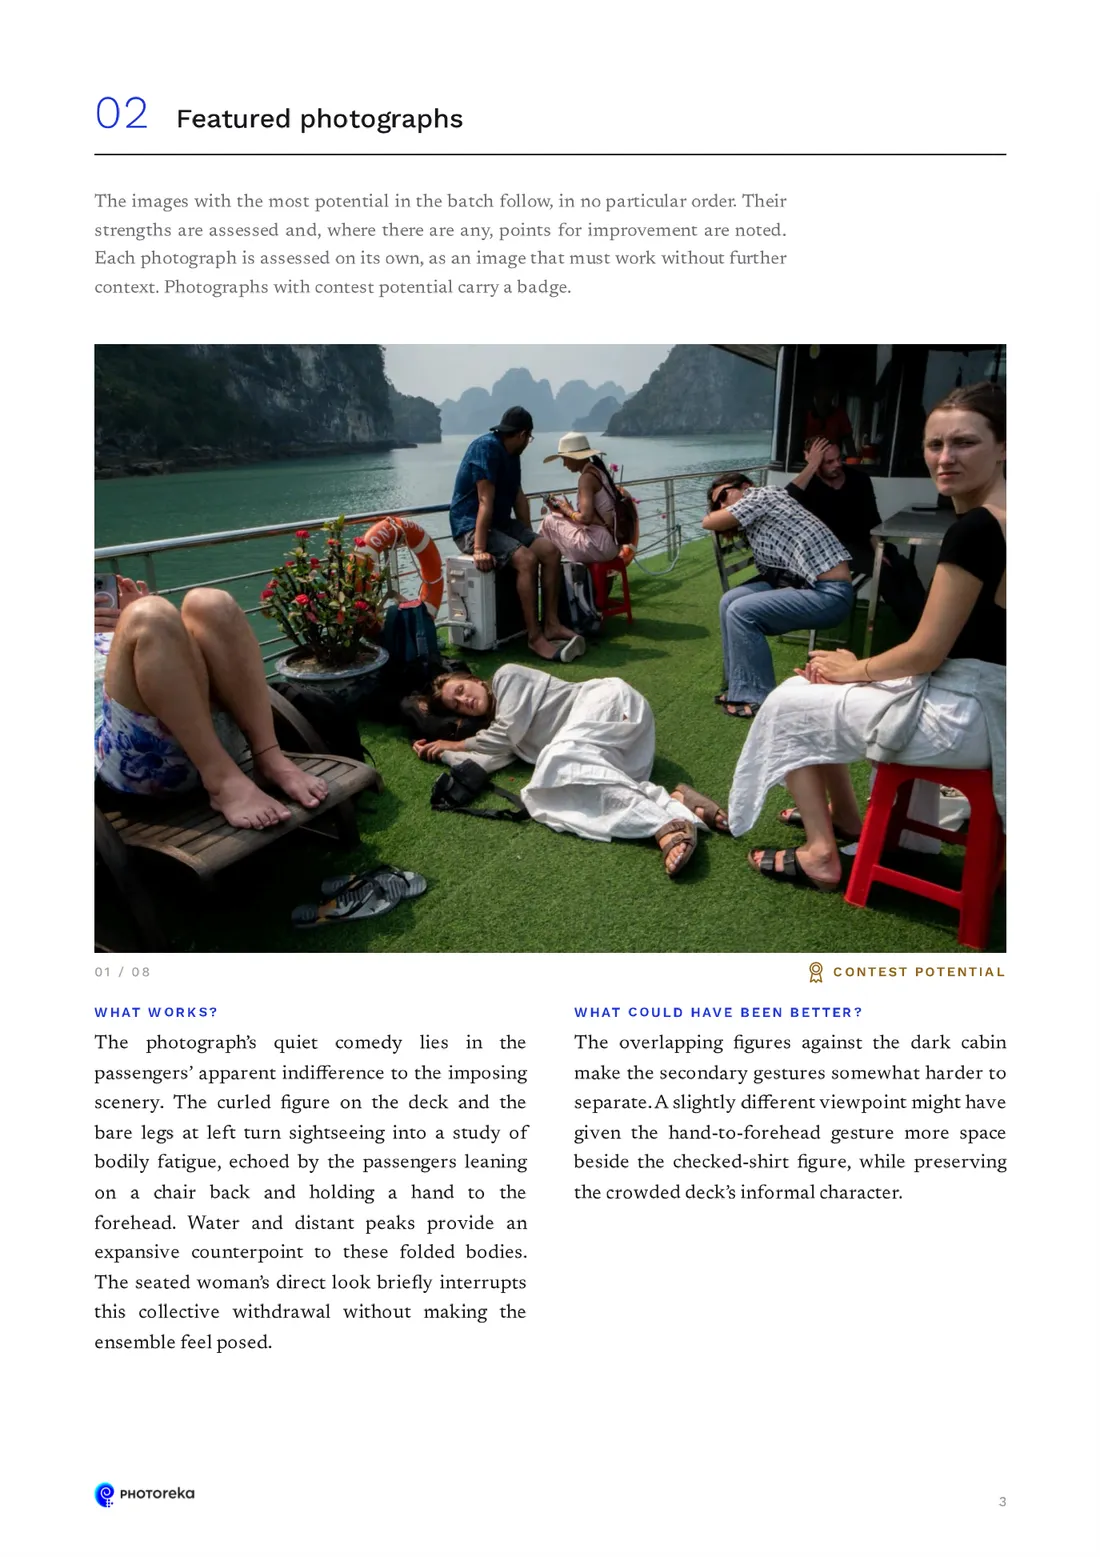 02 Featured photographs
The images with the most potential in the batch follow, in no particular order. Their
strengths are assessed and, where there are any, points for improvement are noted.
Each photograph is assessed on its own, as an image that must work without further
context. Photographs with contest potential carry a badge.
01 / 08
CONTEST POTENTIAL
WHAT WORKS?
The photograph’s quiet comedy lies in the
passengers’ apparent indifference to the imposing
scenery. The curled figure on the deck and the
bare legs at left turn sightseeing into a study of
bodily fatigue, echoed by the passengers leaning
on a chair back and holding a hand to the
forehead. Water and distant peaks provide an
expansive counterpoint to these folded bodies.
The seated woman’s direct look briefly interrupts
this collective withdrawal without making the
ensemble feel posed.
WHAT COULD HAVE BEEN BETTER?
The overlapping figures against the dark cabin
make the secondary gestures somewhat harder to
separate. A slightly different viewpoint might have
given the hand-to-forehead gesture more space
beside the checked-shirt figure, while preserving
the crowded deck’s informal character.
PHOTOreka
3